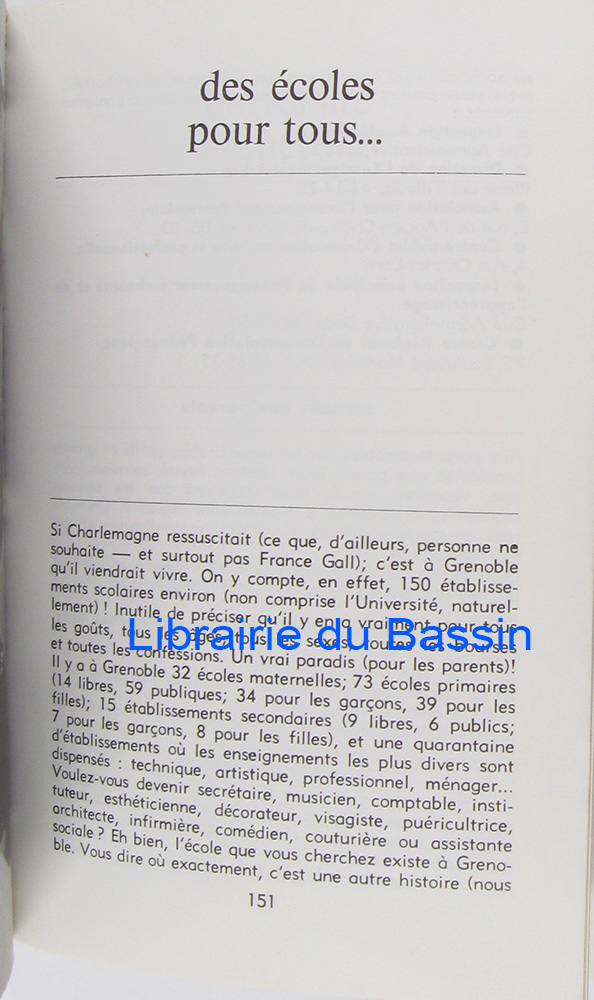 des écoles
pour tous...
Si Charlemagne ressuscitait (ce que, d'ailleurs, personne ne
souhaite — et surtout pas France Gall); c'est à Grenoble
qu'il viendrait vivre. On y compte, en effet, 150 établisse-
ments scolaires environ (non comprise l'Université, naturel-
lement) ! Inutile de préciser qu'il y en a vraiment pour tous
les goûts, tous les âges, tous les sexes, toutes les bourses
Librairie du Bassin
et toutes les confessions. Un vrai paradis (pour les parents)!
Il y a à Grenoble 32 écoles maternelles; 73 écoles primaires
(14 libres, 59 publiques; 34 pour les garçons, 39 pour les
filles); 15 établissements secondaires (9 libres, 6 publics;
7 pour les garçons, 8 pour les filles), et une quarantaine
d'établissements où les enseignements les plus divers sont
dispensés : technique, artistique, professionnel, ménager...
Voulez-vous devenir secrétaire, musicien, comptable, insti-
tuteur, esthéticienne, décorateur, visagiste, puéricultrice,
architecte, infirmière, comédien, couturière ou assistante
sociale ? Eh bien, l'école que vous cherchez existe à Greno-
ble. Vous dire où exactement, c'est une autre histoire (nous
151